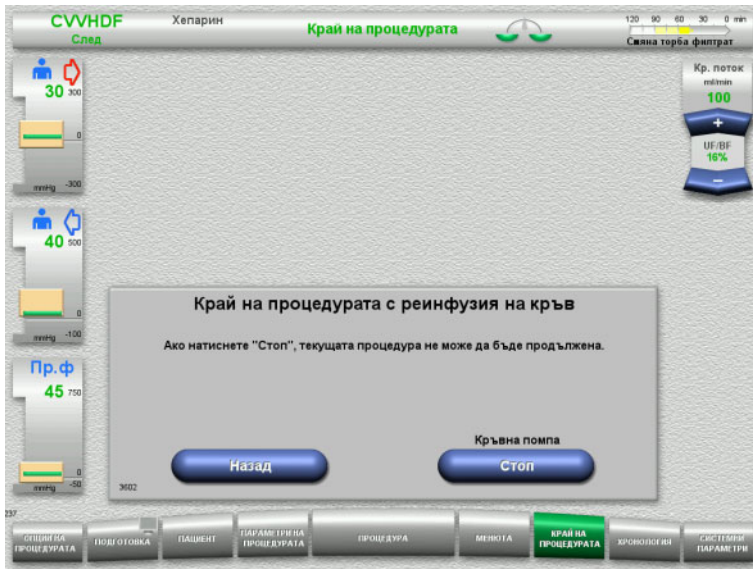 CVVHDF
След
Хепарин
Край на процедурата
120 90 60 30 0 min
Смяна торба филтрат
30 300
0
mmHg -300
40 500
0
mmHg -100
Пр.ф
45 750
0
mmHg -50
Кр. поток
ml/min
100
+
UF/BF
16%
–
Край на процедурата с реинфузия на кръв
Ако натиснете "Стоп", текущата процедура не може да бъде продължена.
Кръвна помпа
Назад
Стоп
3602
237
ОПЦИИ НА
ПРОЦЕДУРАТА
ПОДГОТОВКА
ПАЦИЕНТ
ПАРАМЕТРИ НА
ПРОЦЕДУРАТА
ПРОЦЕДУРА
МЕНЮТА
КРАЙ НА
ПРОЦЕДУРАТА
ХРОНОЛОГИЯ
СИСТЕМНИ
ПАРАМЕТРИ